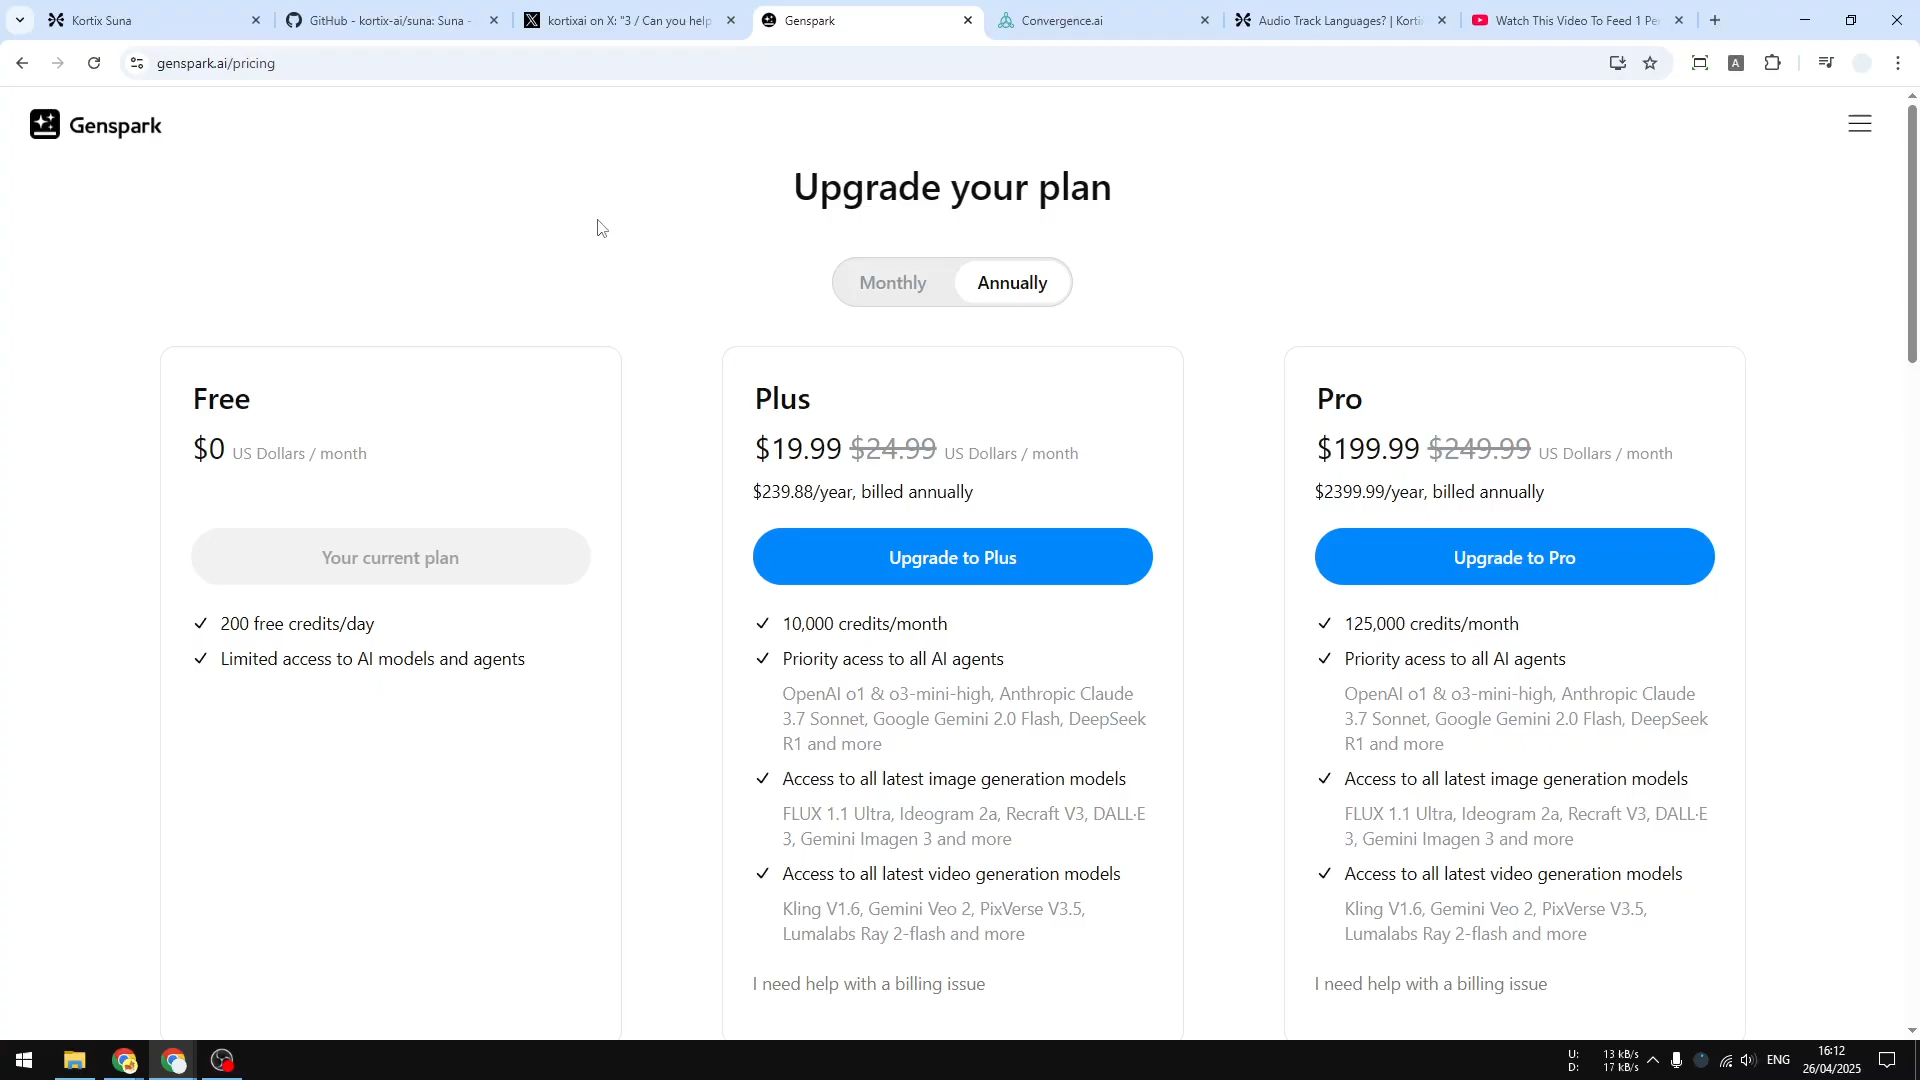 Kortix Suna
GitHub - kortix-ai/suna: Suna -
kortixai on X: "3 / Can you help
Genspark
Convergence.ai
Audio Track Languages? | Kortix
Watch This Video To Feed 1 Per
genspark.ai/pricing
A
Genspark
Upgrade your plan
Monthly
Annually
Free
$0 US Dollars / month
Your current plan
200 free credits/day
Limited access to AI models and agents
Plus
$19.99 $24.99 US Dollars / month
$239.88/year, billed annually
Upgrade to Plus
10,000 credits/month
Priority acess to all AI agents
OpenAI o1 & o3-mini-high, Anthropic Claude
3.7 Sonnet, Google Gemini 2.0 Flash, DeepSeek
R1 and more
Access to all latest image generation models
FLUX 1.1 Ultra, Ideogram 2a, Recraft V3, DALL·E
3, Gemini Imagen 3 and more
Access to all latest video generation models
Kling V1.6, Gemini Veo 2, PixVerse V3.5,
Lumalabs Ray 2-flash and more
I need help with a billing issue
Pro
$199.99 $249.99 US Dollars / month
$2399.99/year, billed annually
Upgrade to Pro
125,000 credits/month
Priority acess to all AI agents
OpenAI o1 & o3-mini-high, Anthropic Claude
3.7 Sonnet, Google Gemini 2.0 Flash, DeepSeek
R1 and more
Access to all latest image generation models
FLUX 1.1 Ultra, Ideogram 2a, Recraft V3, DALL·E
3, Gemini Imagen 3 and more
Access to all latest video generation models
Kling V1.6, Gemini Veo 2, PixVerse V3.5,
Lumalabs Ray 2-flash and more
I need help with a billing issue
U: 13 kB/s
D: 17 kB/s
ENG
16:12
26/04/2025